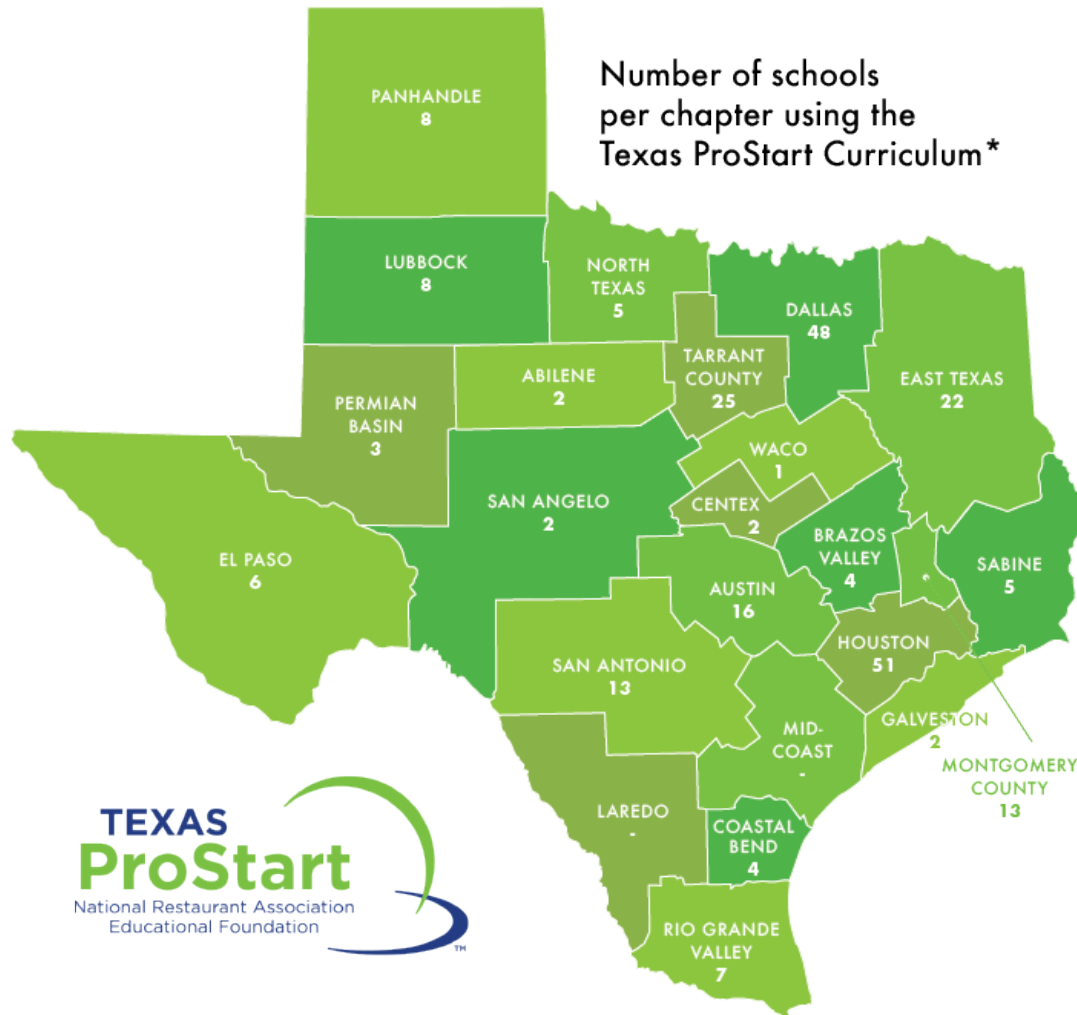 Number of schools
per chapter using the
Texas ProStart Curriculum*
PANHANDLE
8
LUBBOCK
8
NORTH
TEXAS
5
DALLAS
48
TARRANT
COUNTY
25
EAST TEXAS
22
ABILENE
2
PERMIAN
BASIN
3
WACO
1
SAN ANGELO
2
CENTEX
2
BRAZOS
VALLEY
4
SABINE
5
EL PASO
6
AUSTIN
16
HOUSTON
51
SAN ANTONIO
13
GALVESTON
2
MID-
COAST
-
MONTGOMERY
COUNTY
13
LAREDO
-
COASTAL
BEND
4
RIO GRANDE
VALLEY
7
TEXAS
ProStart
National Restaurant Association
Educational Foundation
TM